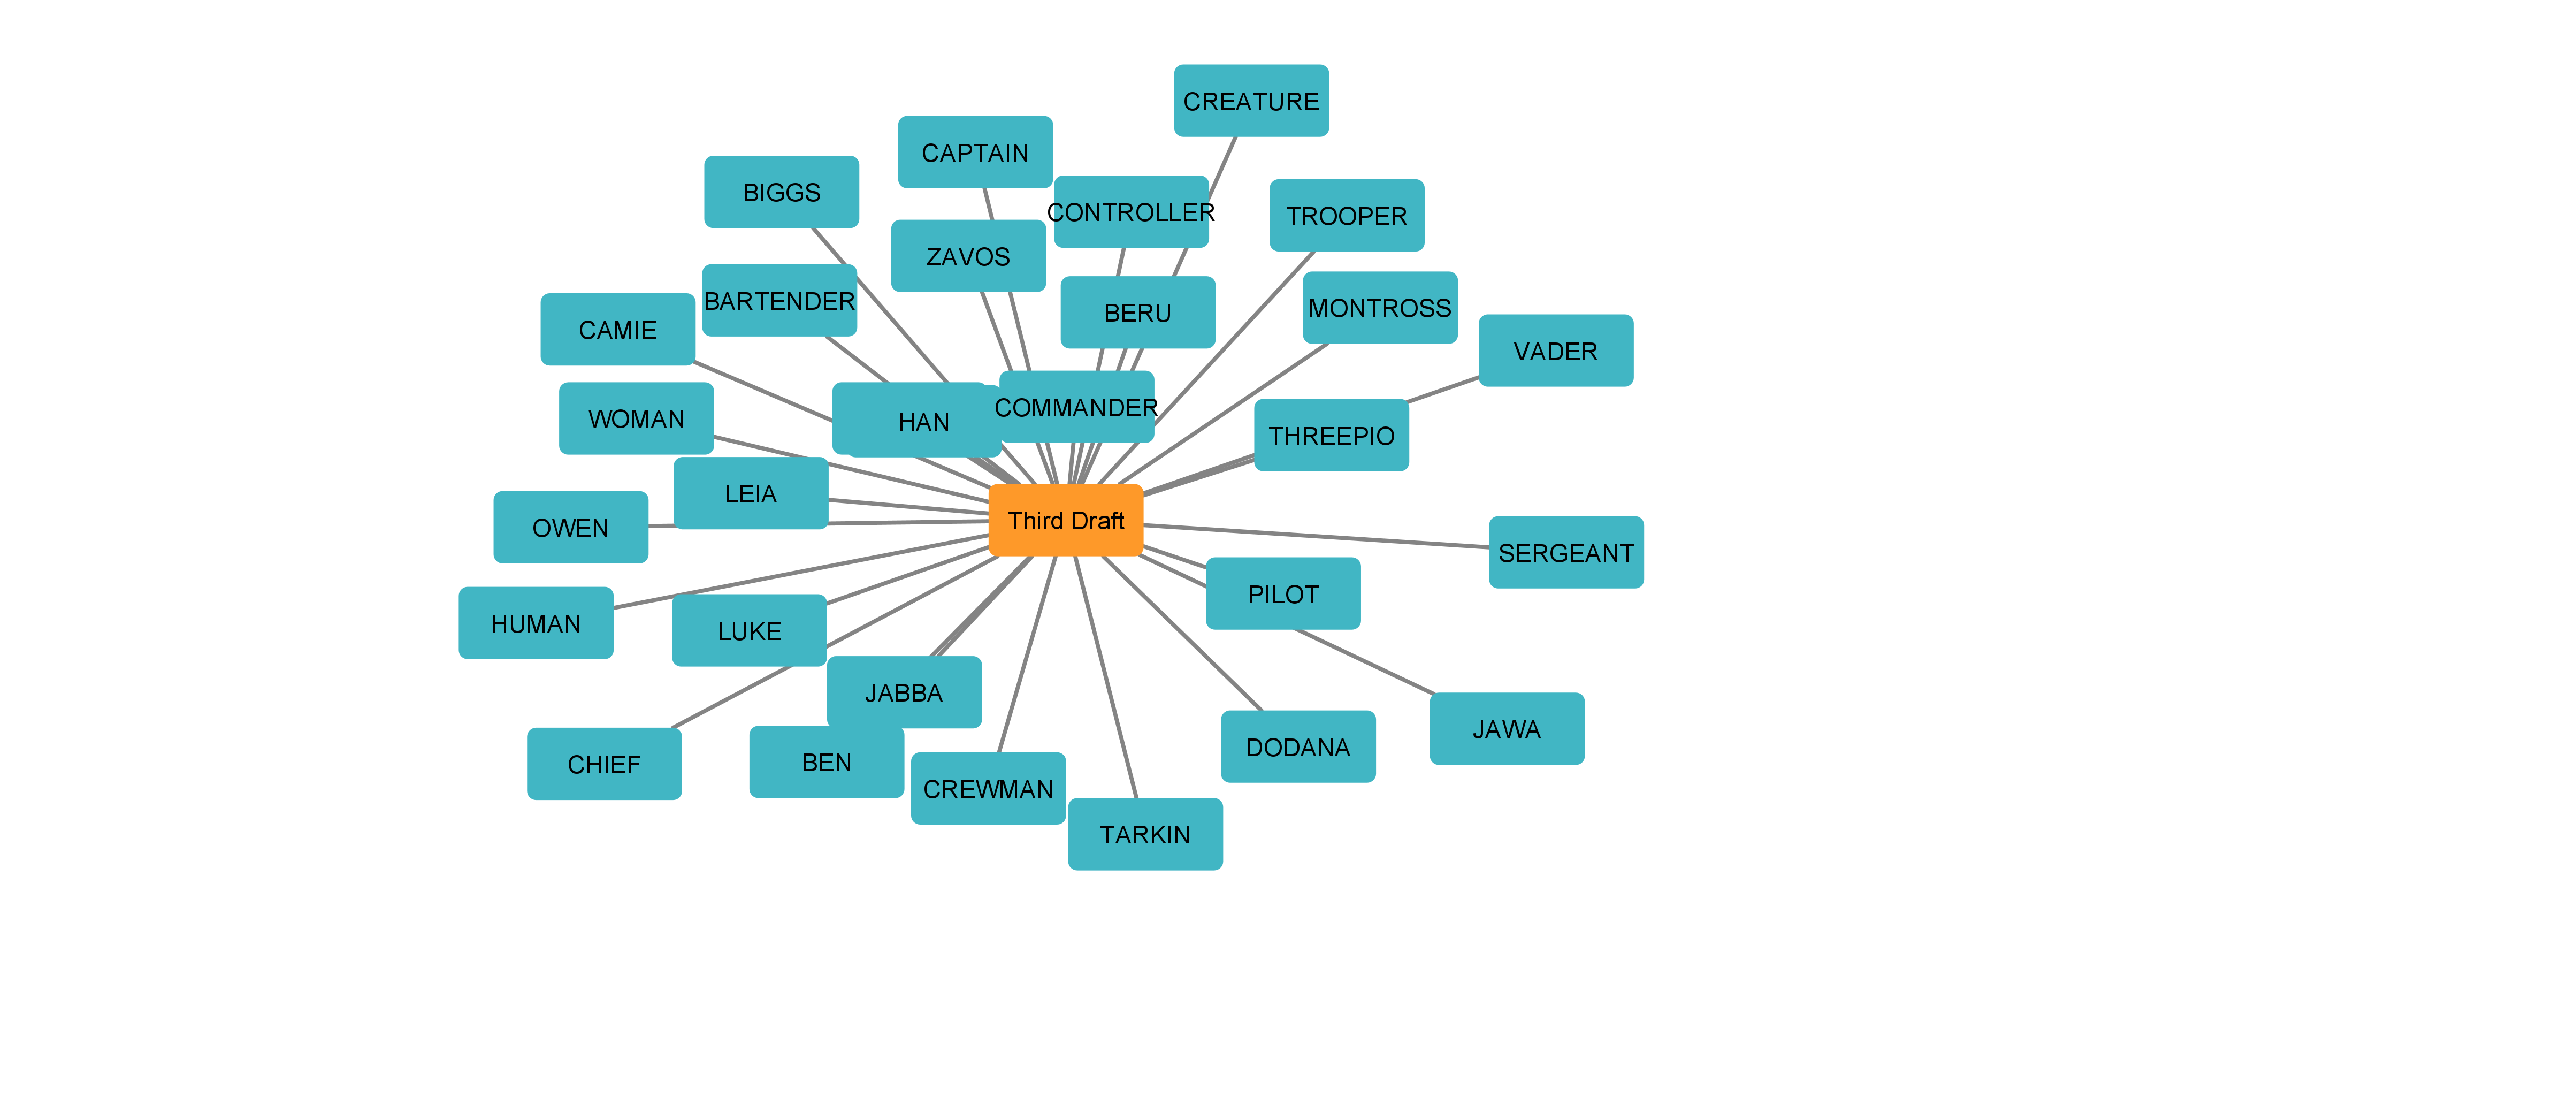 CREATURE
CAPTAIN
BIGGS
CONTROLLER
TROOPER
ZAVOS
BARTENDER
MONTROSS
BERU
CAMIE
VADER
COMMANDER
WOMAN
HAN
THREEPIO
LEIA
Third Draft
OWEN
SERGEANT
PILOT
HUMAN
LUKE
JABBA
JAWA
DODANA
CHIEF
BEN
CREWMAN
TARKIN